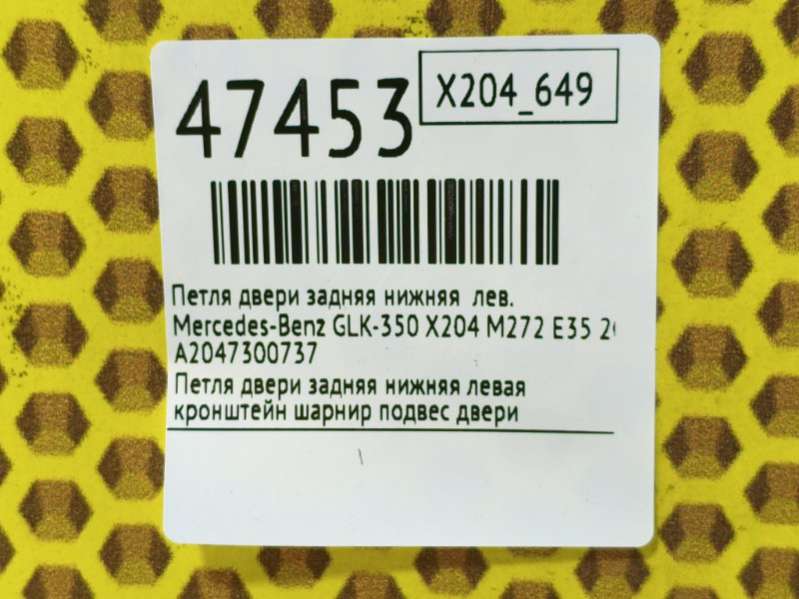 47453
X204_649
Петля двери задняя нижняя лев.
Mercedes-Benz GLK-350 X204 M272 E35
A2047300737
Петля двери задняя нижняя левая
кронштейн шарнир подвес двери